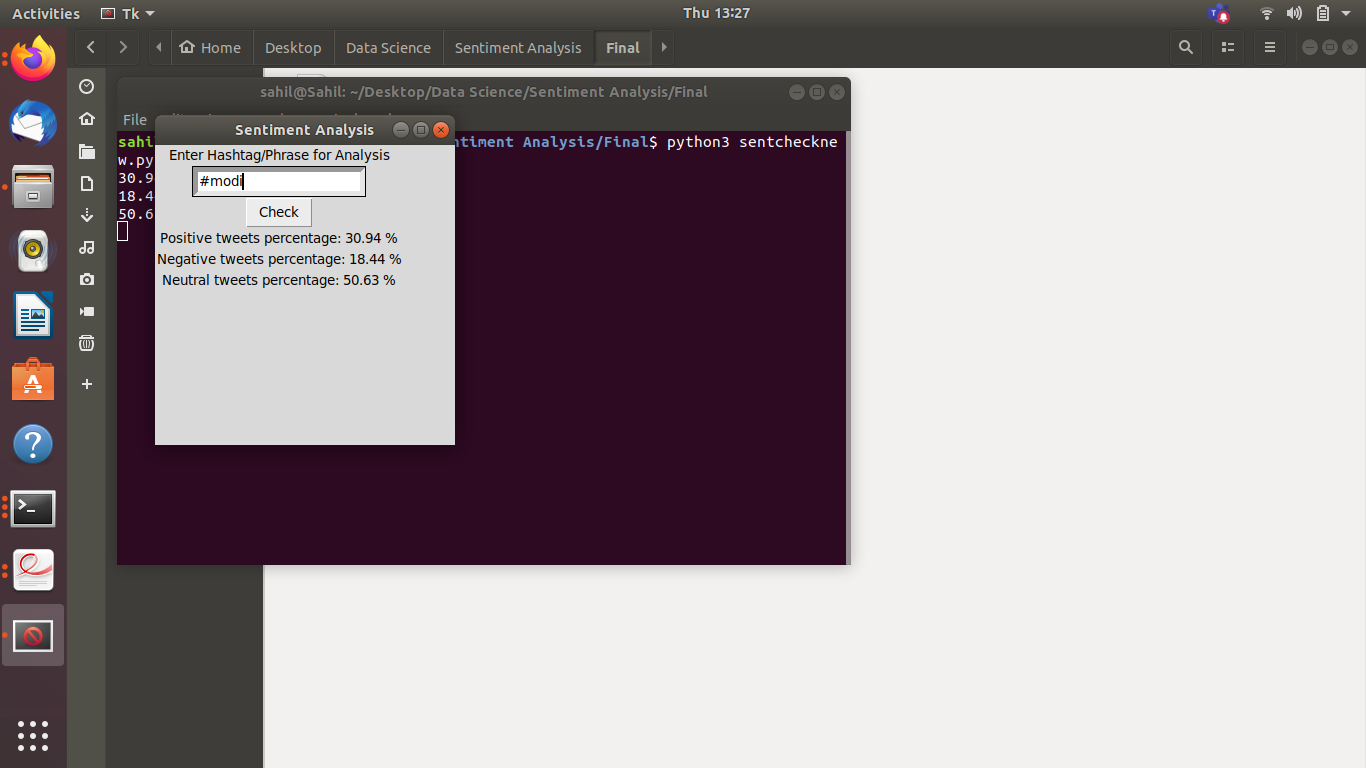 Activities Tk Thu 13:27
Home Desktop Data Science Sentiment Analysis Final
sahil@Sahil: ~/Desktop/Data Science/Sentiment Analysis/Final
File
Sentiment Analysis
Enter Hashtag/Phrase for Analysis
#modi
Check
Positive tweets percentage: 30.94 %
Negative tweets percentage: 18.44 %
Neutral tweets percentage: 50.63 %
sahi ntiment Analysis/Final$ python3 sentcheckne
w.py
30.9
18.4
50.6